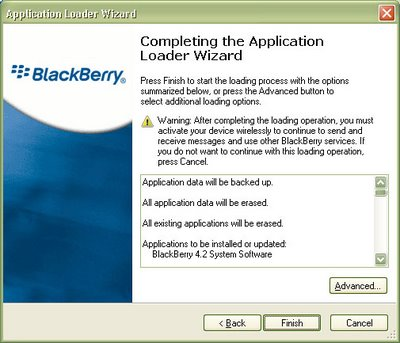 Application Loader Wizard
Completing the Application
Loader Wizard
BlackBerry®
Press Finish to start the loading process with the options
summarized below, or press the Advanced button to
select additional loading options.
Warning: After completing the loading operation, you must
activate your device wirelessly to continue to send and
receive messages and use other BlackBerry services. If
you do not want to continue with this loading operation,
press Cancel.
Application data will be backed up.
All application data will be erased.
All existing applications will be erased.
Applications to be installed or updated:
BlackBerry 4.2 System Software
Advanced...
< Back
Finish
Cancel